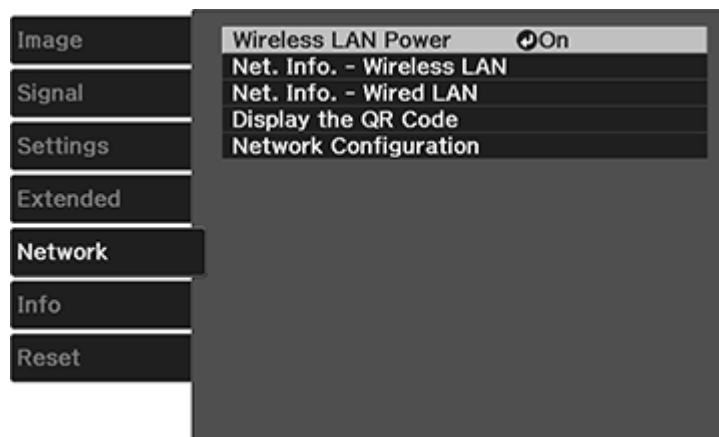 Image
Signal
Settings
Extended
Network
Info
Reset
Wireless LAN Power On
Net. Info. - Wireless LAN
Net. Info. - Wired LAN
Display the QR Code
Network Configuration